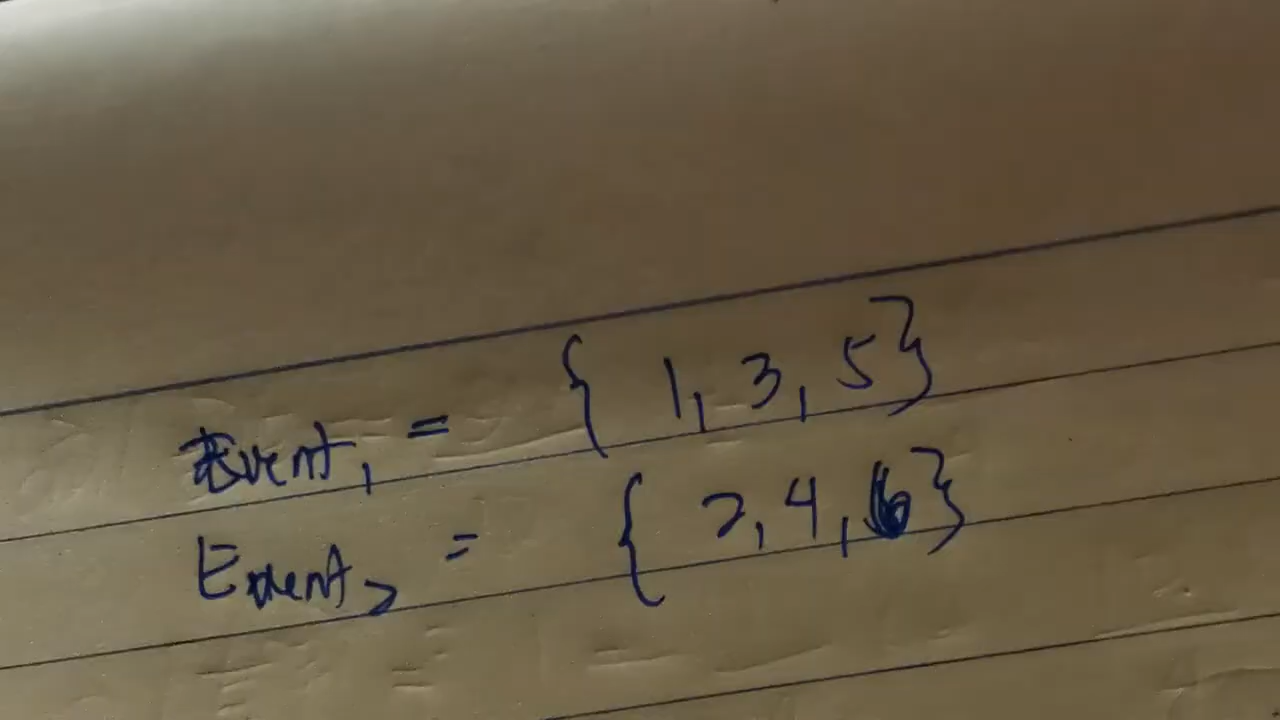 Event₁ = { 1, 3, 5}
Event₂ = { 2, 4, 6}